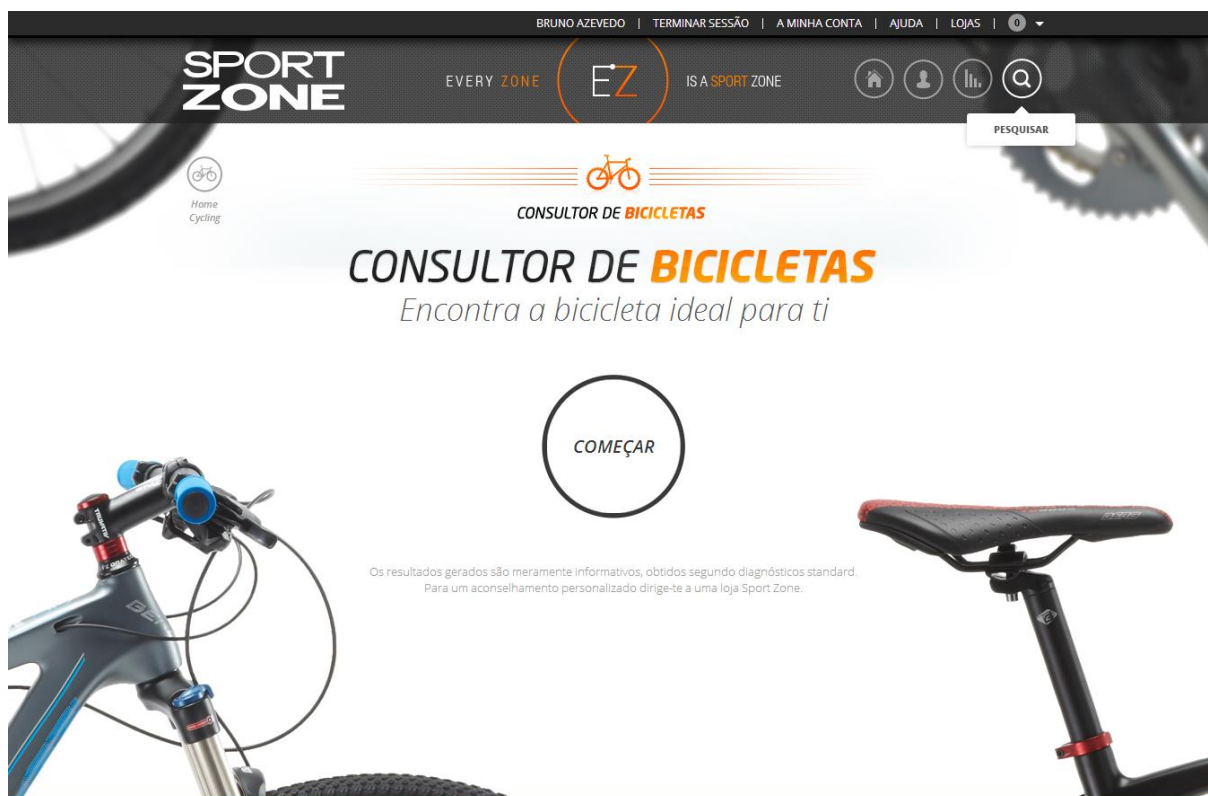 BRUNO AZEVEDO | TERMINAR SESSÃO | A MINHA CONTA | AJUDA | LOJAS | 0
SPORT
ZONE
EVERY ZONE EZ IS A SPORT ZONE
PESQUISAR
Home
Cycling
CONSULTOR DE BICICLETAS
CONSULTOR DE BICICLETAS
Encontra a bicicleta ideal para ti
COMEÇAR
Os resultados gerados são meramente informativos, obtidos segundo diagnósticos standard.
Para um aconselhamento personalizado dirige-te a uma loja Sport Zone.